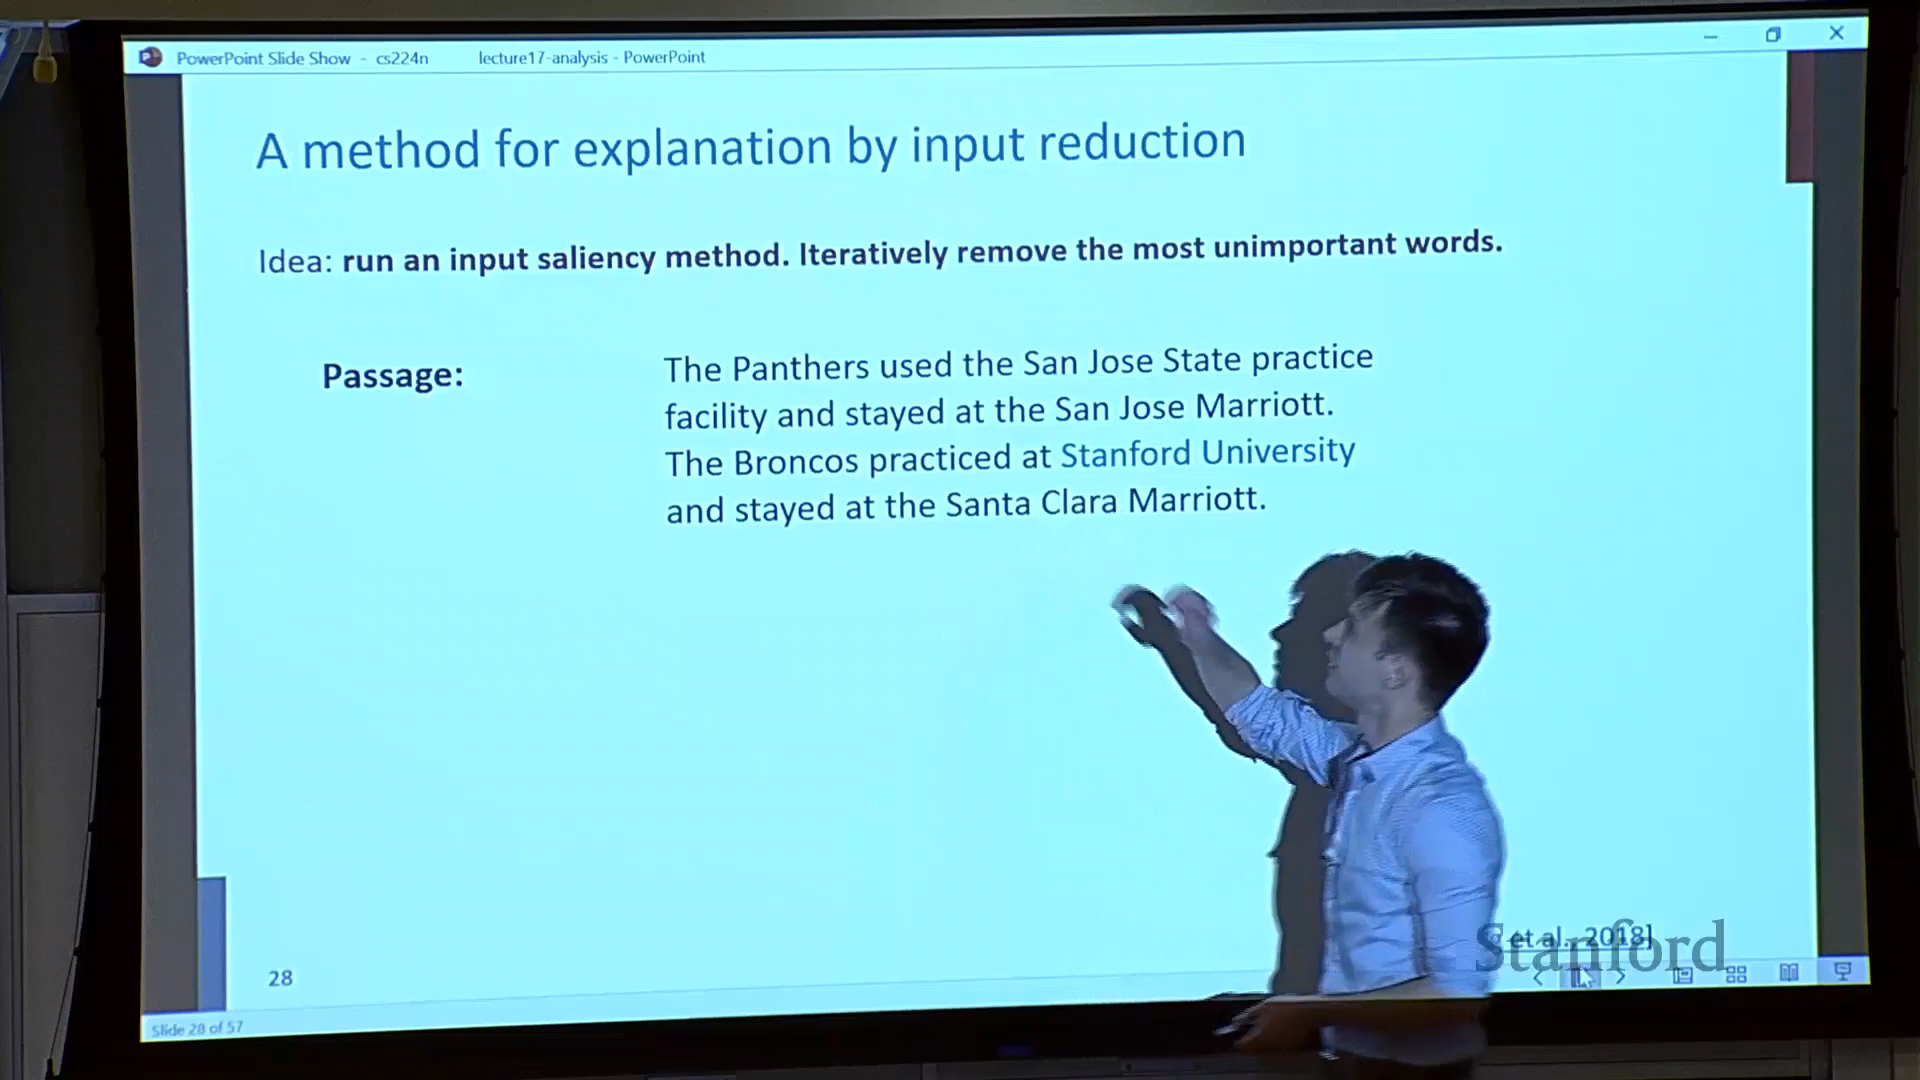 PowerPoint Slide Show - cs224n lecture17-analysis - PowerPoint
A method for explanation by input reduction
Idea: run an input saliency method. Iteratively remove the most unimportant words.
Passage:
The Panthers used the San Jose State practice
facility and stayed at the San Jose Marriott.
The Broncos practiced at Stanford University
and stayed at the Santa Clara Marriott.
et al., 2018]
Stanford
28
Slide 28 of 57